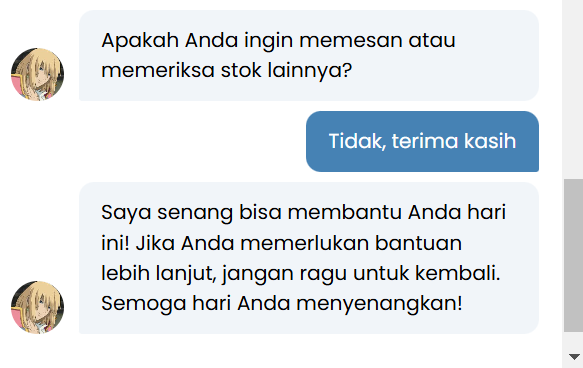 Apakah Anda ingin memesan atau
memeriksa stok lainnya?
Tidak, terima kasih
Saya senang bisa membantu Anda hari
ini! Jika Anda memerlukan bantuan
lebih lanjut, jangan ragu untuk kembali.
Semoga hari Anda menyenangkan!